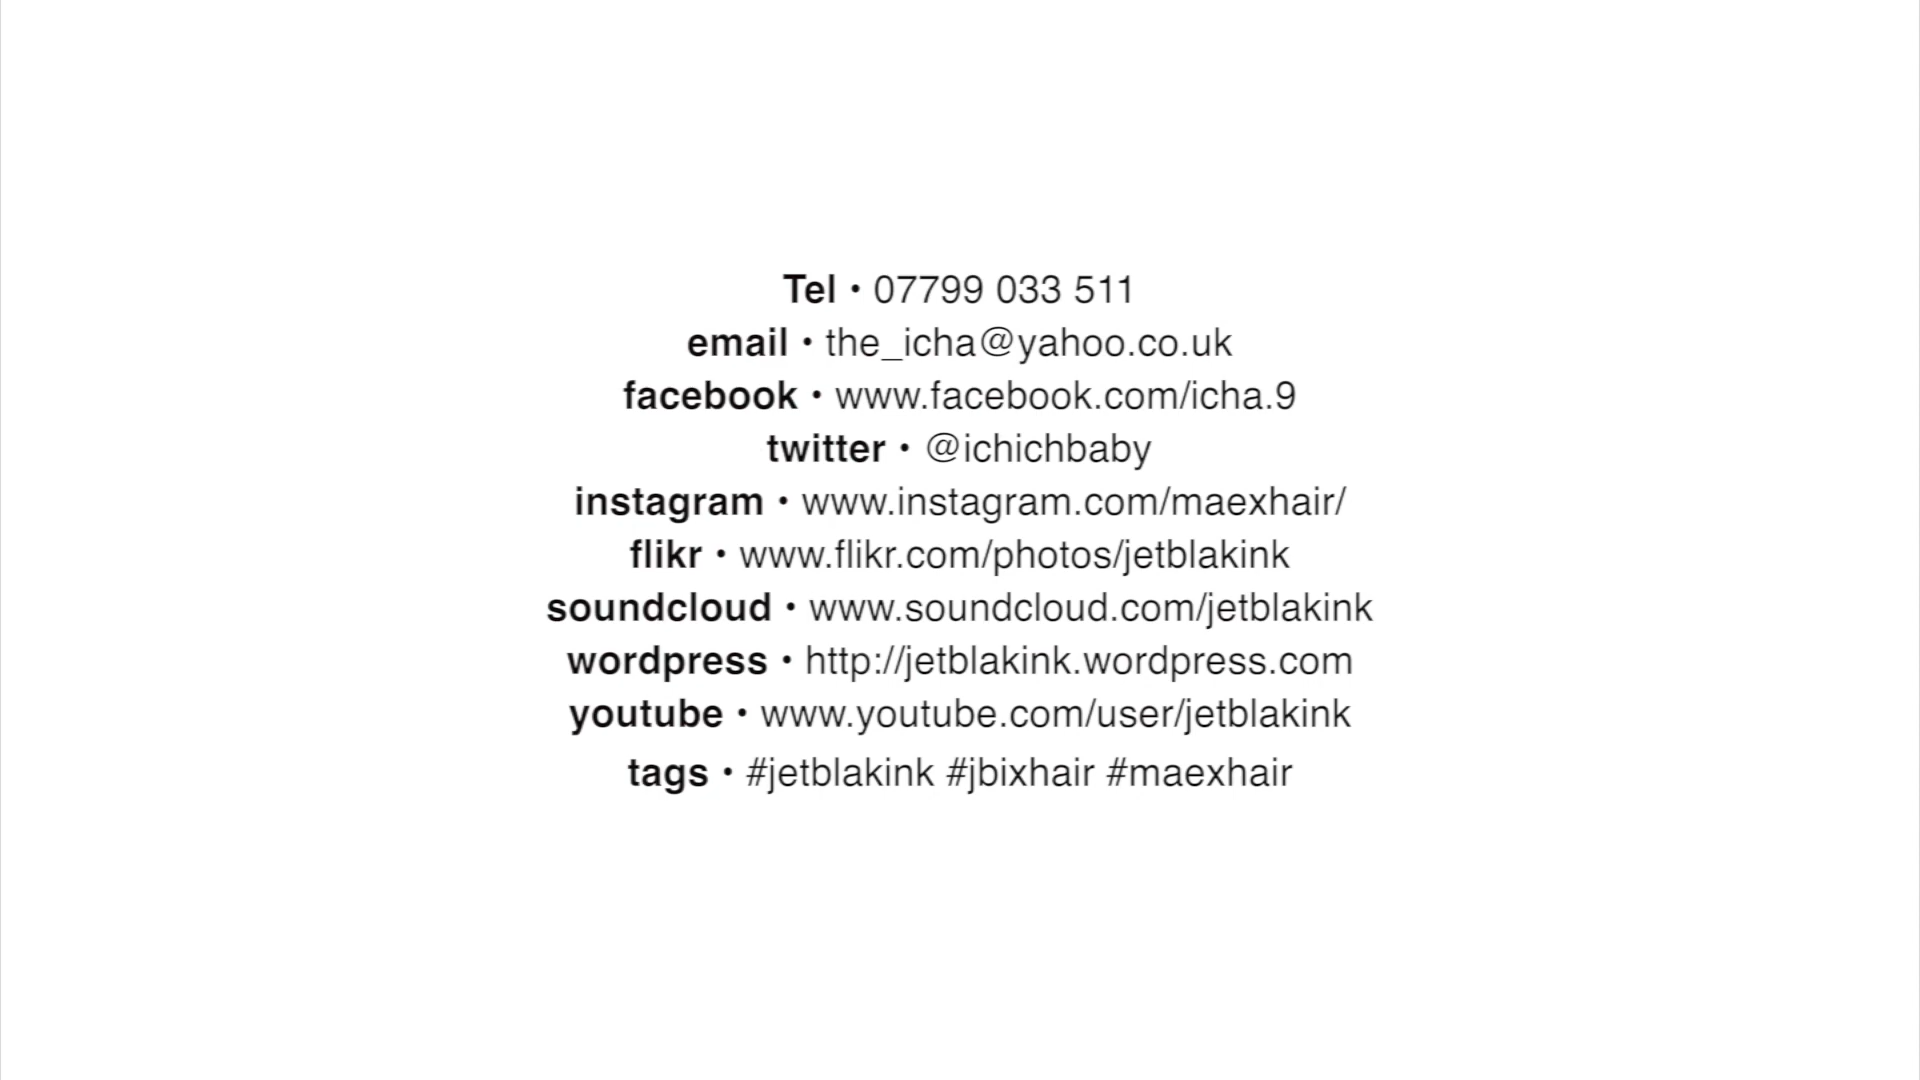 Tel • 07799 033 511
email • the_icha@yahoo.co.uk
facebook • www.facebook.com/icha.9
twitter • @ichichbaby
instagram • www.instagram.com/maexhair/
flikr • www.flikr.com/photos/jetblakink
soundcloud • www.soundcloud.com/jetblakink
wordpress • http://jetblakink.wordpress.com
youtube • www.youtube.com/user/jetblakink
tags • #jetblakink #jbixhair #maexhair